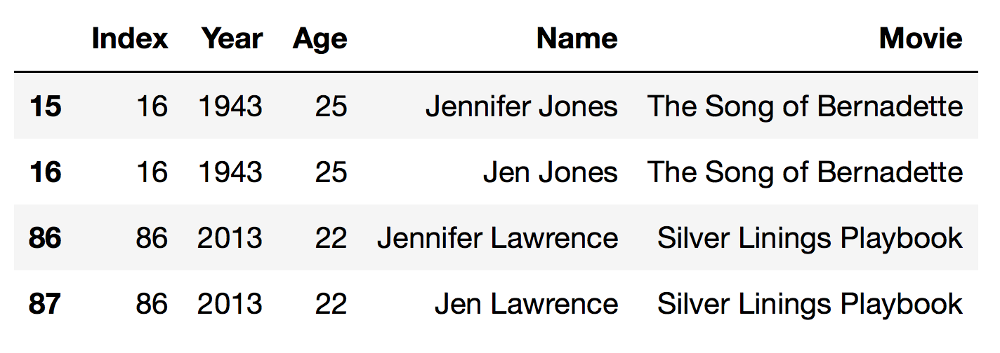 Index Year Age Name Movie
15 16 1943 25 Jennifer Jones The Song of Bernadette
16 16 1943 25 Jen Jones The Song of Bernadette
86 86 2013 22 Jennifer Lawrence Silver Linings Playbook
87 86 2013 22 Jen Lawrence Silver Linings Playbook